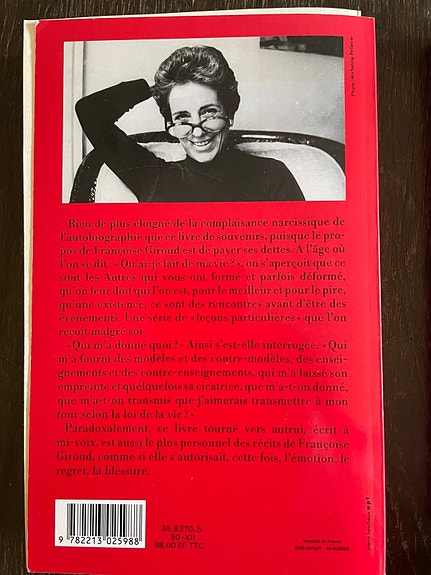 Photo : Micheline Pelletier
Rien de plus éloigné de la complaisance narcissique de
l'autobiographie que ce livre de souvenirs, puisque le pro-
pos de Françoise Giroud est de payer ses dettes. A l'âge où
l'on se dit : « Qu'ai-je fait de ma vie ? », on s'aperçoit que ce
sont les Autres qui vous ont formé et parfois déformé,
qu'on leur doit qui l'on est, pour le meilleur et pour le pire,
qu'une existence, ce sont des rencontres avant d'être des
événements. Une série de « leçons particulières » que l'on
reçoit malgré soi.
« Qui m'a donné quoi ? » Ainsi s'est-elle interrogée. « Qui
m'a fourni des modèles et des contre-modèles, des ensei-
gnements et des contre-enseignements, qui m'a laissé son
empreinte et quelquefois sa cicatrice, que m'a-t-on donné,
que m'a-t-on transmis que j'aimerais transmettre à mon
tour selon la loi de la vie ? »
Paradoxalement, ce livre tourné vers autrui, écrit à
mi-voix, est aussi le plus personnel des récits de Françoise
Giroud, comme si elle s'autorisait, cette fois, l'émotion, le
regret, la blessure.
9 782213 025988
35.8370.5
90-XII
98,00 FF TTC